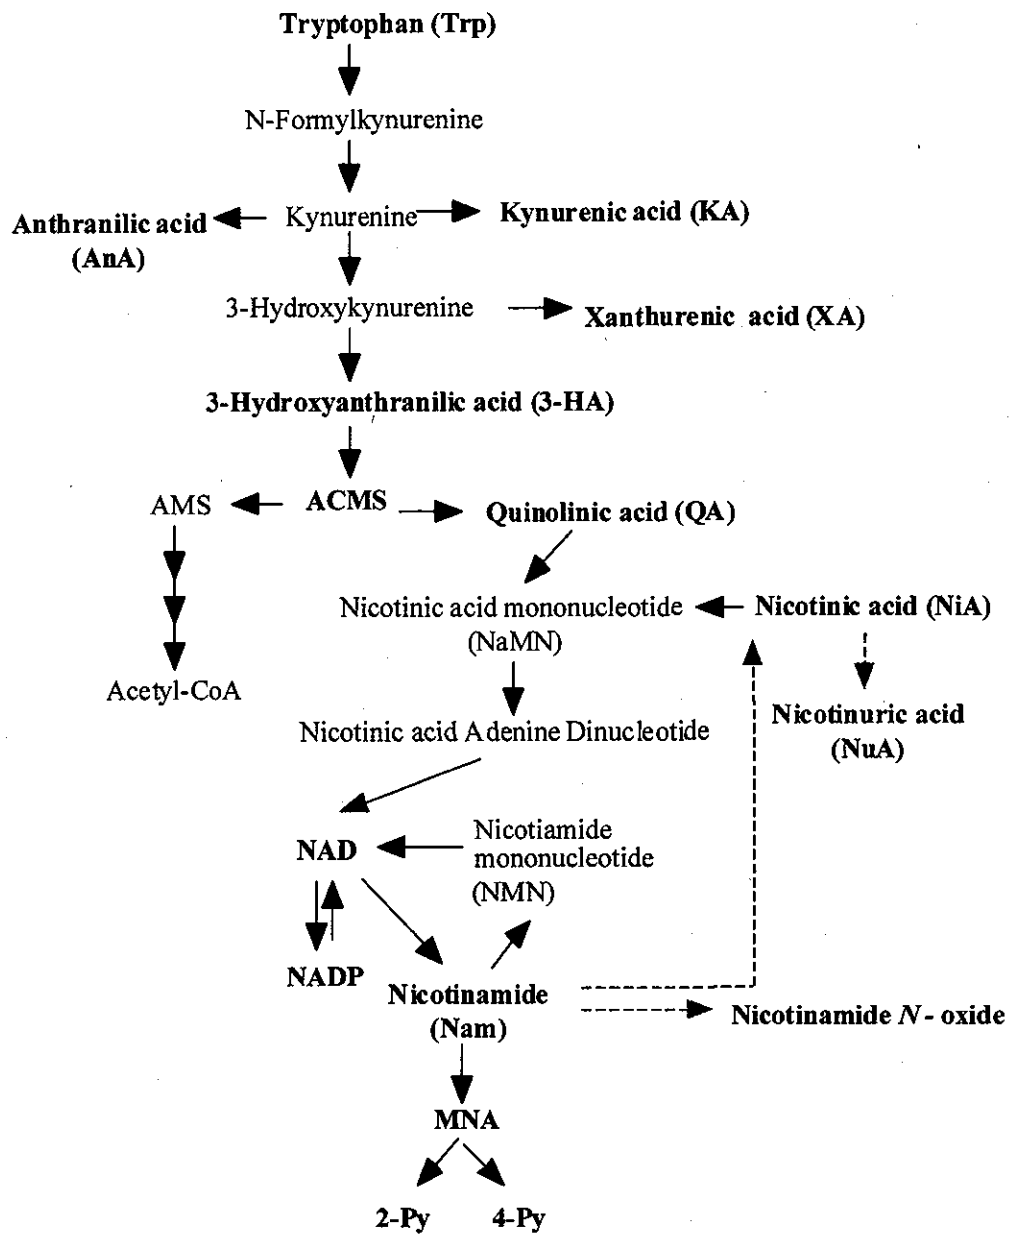 Tryptophan (Trp)
N-Formylkynurenine
Anthranilic acid
(AnA)
Kynurenine
Kynurenic acid (KA)
3-Hydroxykynurenine
Xanthurenic acid (XA)
3-Hydroxyanthranilic acid (3-HA)
AMS
ACMS
Quinolinic acid (QA)
Nicotinic acid mononucleotide
(NaMN)
Nicotinic acid (NiA)
Acetyl-CoA
Nicotinuric acid
(NuA)
Nicotinic acid Adenine Dinucleotide
NAD
Nicotiamide
mononucleotide
(NMN)
NADP
Nicotinamide
(Nam)
Nicotinamide N- oxide
MNA
2-Py
4-Py